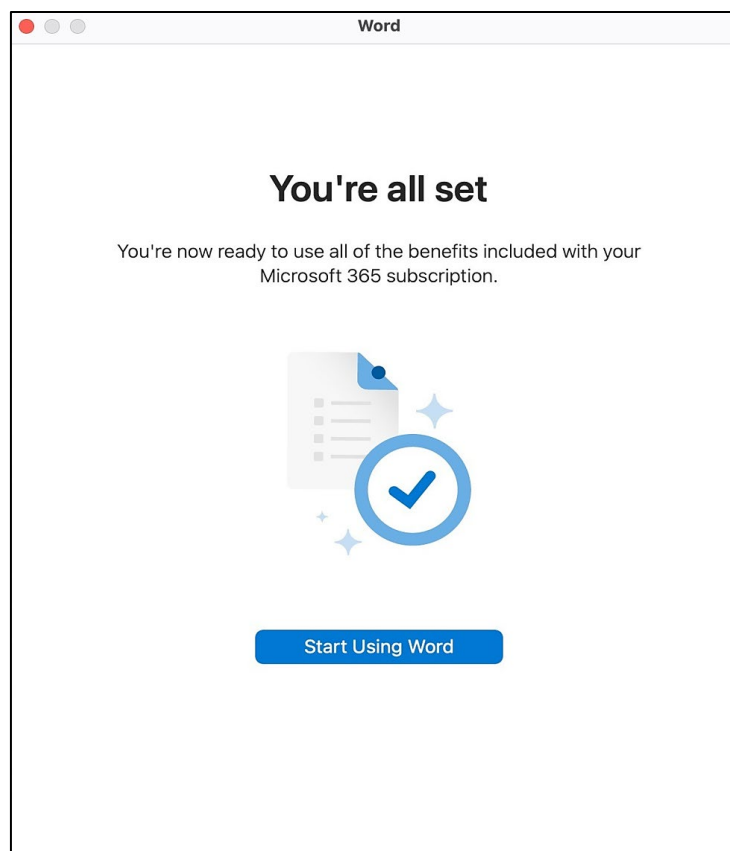 Word
You're all set
You're now ready to use all of the benefits included with your
Microsoft 365 subscription.
Start Using Word